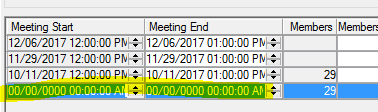 Meeting Start Meeting End Members Members
12/06/2017 12:00:00 PM 12/06/2017 01:00:00 PM
11/29/2017 12:00:00 PM 11/29/2017 01:00:00 PM
10/11/2017 12:00:00 PM 10/11/2017 01:00:00 PM 29
00/00/0000 00:00:00 AM 00/00/0000 00:00:00 AM 29